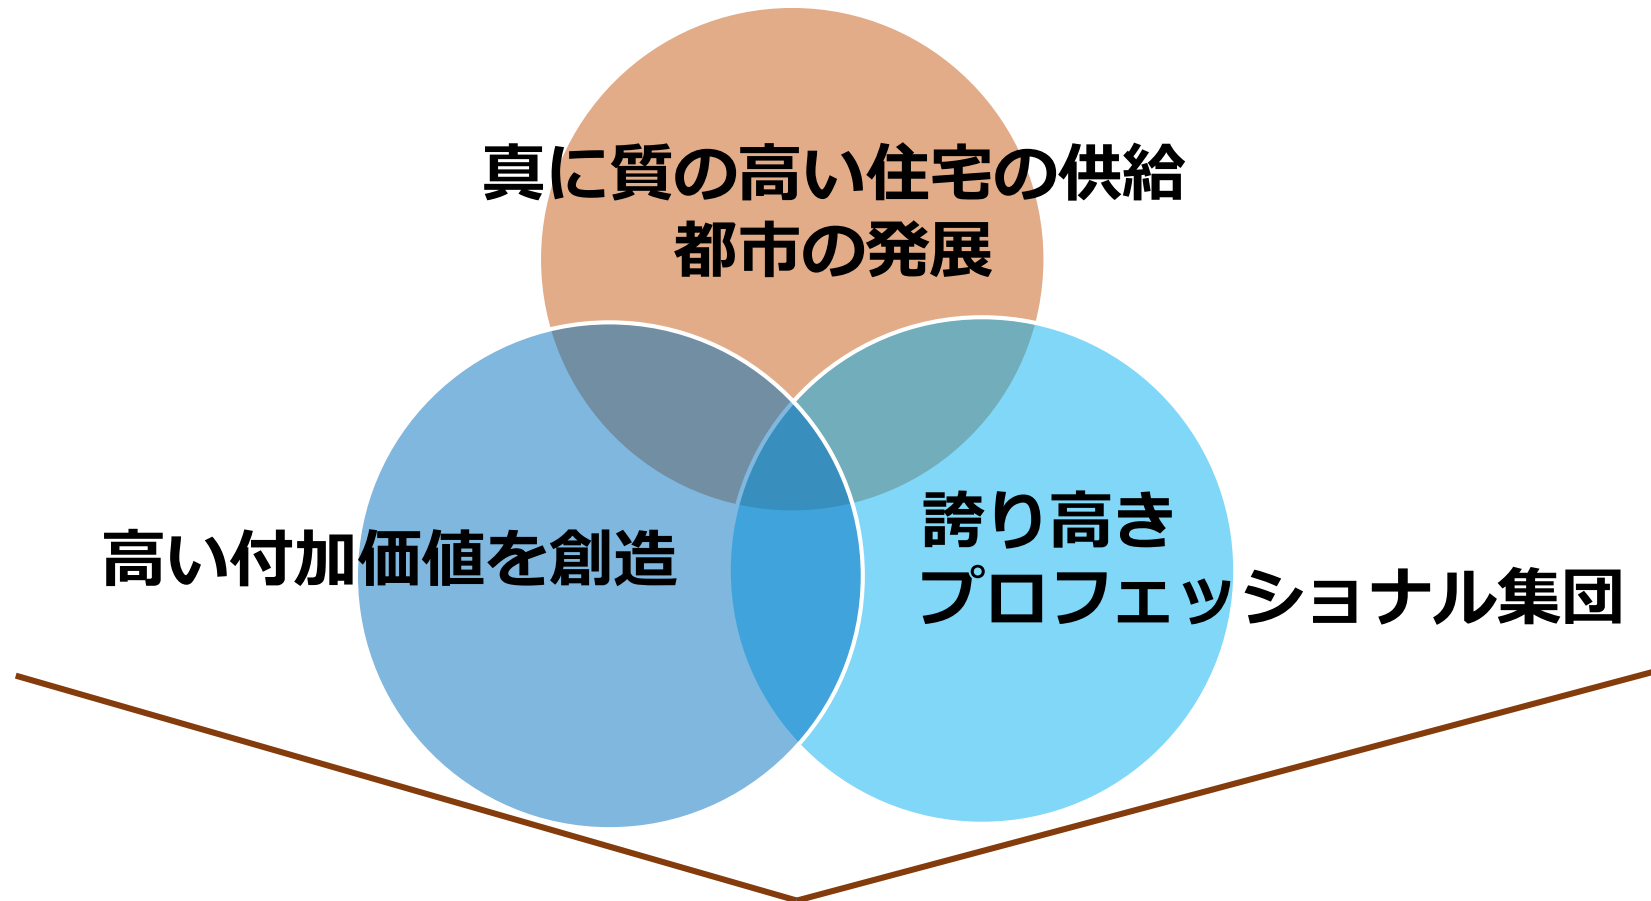 真に質の高い住宅の供給
都市の発展
高い付加価値を創造
誇り高き
プロフェッショナル集団